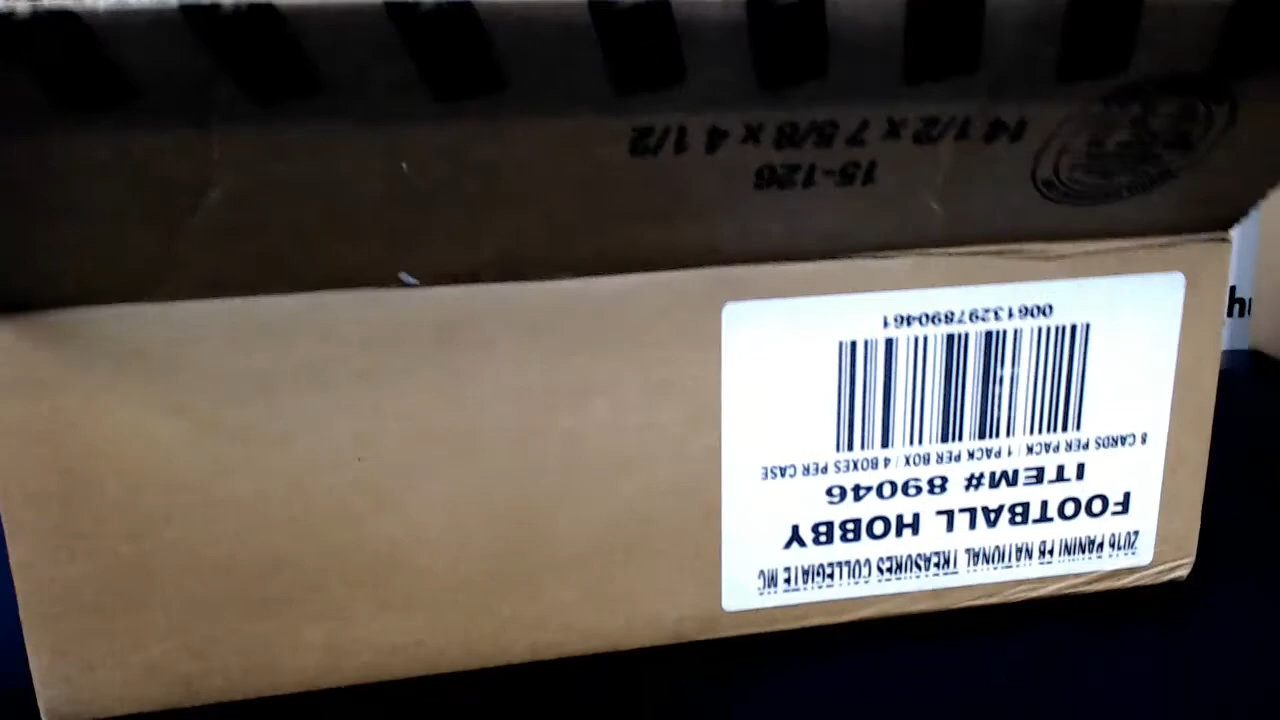 2016 PANINI FB NATIONAL TREASURES COLLEGIATE MC
FOOTBALL HOBBY
ITEM# 89046
8 CARDS PER PACK / 1 PACK PER BOX / 4 BOXES PER CASE
00613297890461
15-126
14 1/2 x 7 5/8 x 4 1/2